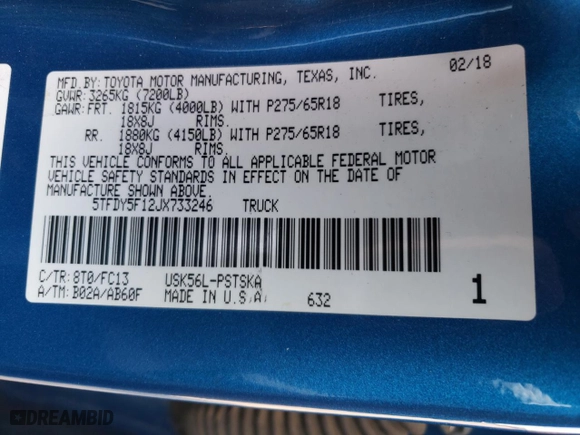 MFD.BY:TOYOTA MOTOR MANUFACTURING, TEXAS, INC. 02/18
GVWR:3265KG (7200LB)
GAWR:FRT. 1815KG (4000LB) WITH P275/65R18 TIRES,
18X8J RIMS.
RR. 1880KG (4150LB) WITH P275/65R18 TIRES,
18X8J RIMS.
THIS VEHICLE CONFORMS TO ALL APPLICABLE FEDERAL MOTOR
VEHICLE SAFETY STANDARDS IN EFFECT ON THE DATE OF
MANUFACTURE SHOWN ABOVE.
5TFDY5F12JX733246 TRUCK
C/TR:8T0/FC13 USK56L-PSTSKA
A/TM:B02A/AB60F MADE IN U.S.A. 632 1
DREAMBID